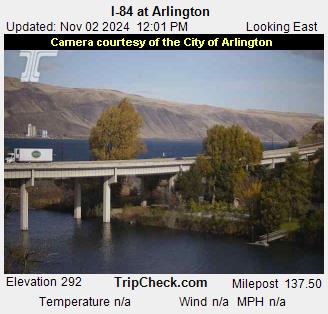 I-84 at Arlington
Updated: Nov 02 2024 12:01 PM Looking East
Camera courtesy of the City of Arlington
Elevation 292 TripCheck.com Milepost 137.50
Temperature n/a Wind n/a MPH n/a